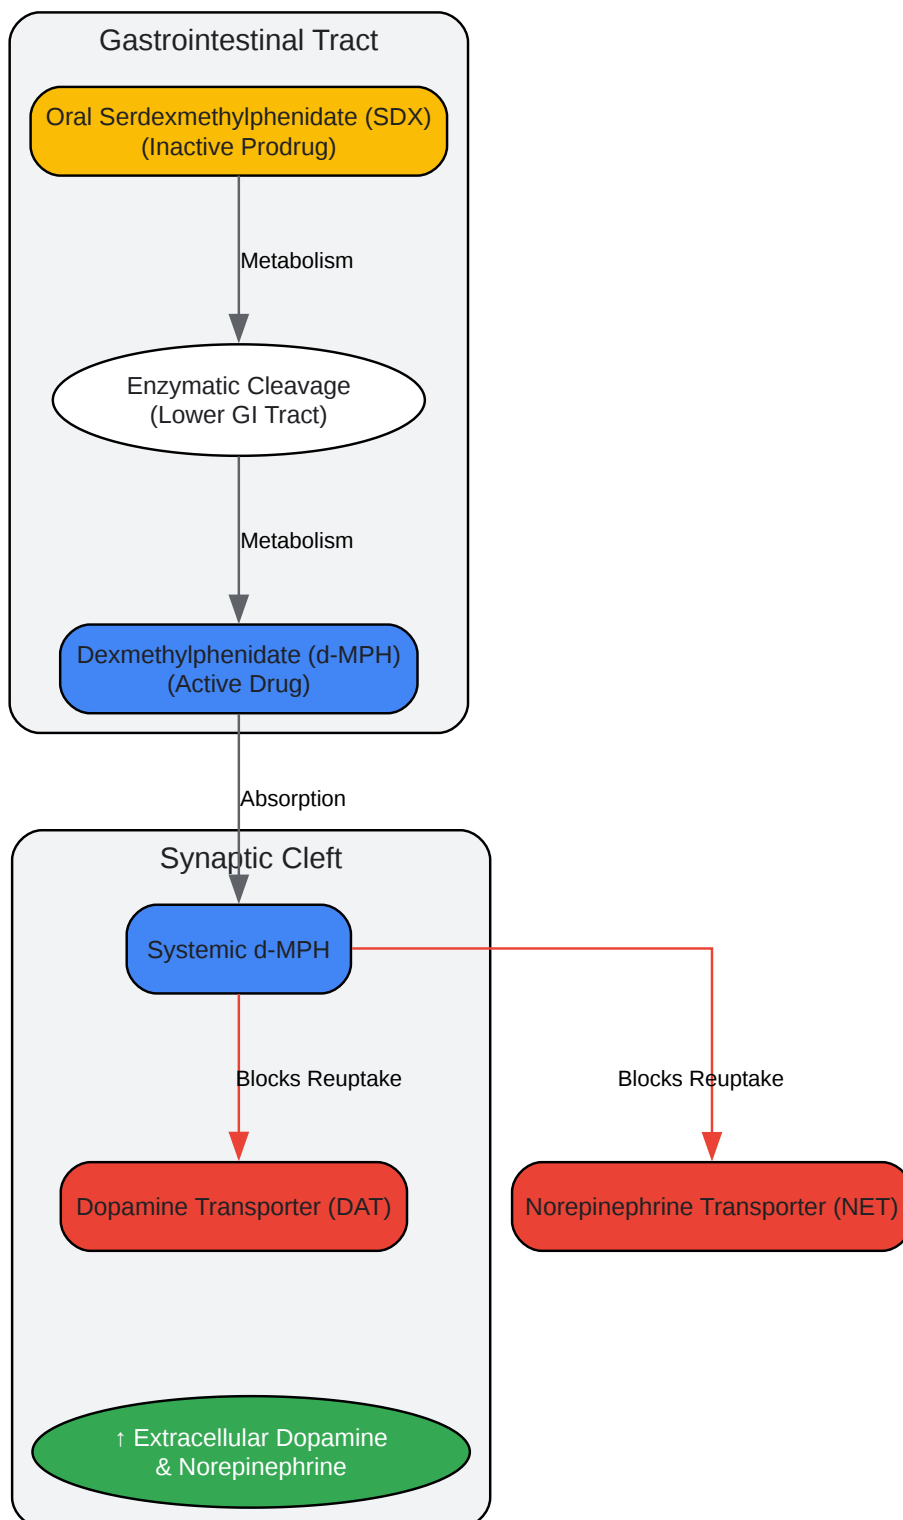 Gastrointestinal Tract
Oral Serdexmethylphenidate (SDX)
(Inactive Prodrug)
Metabolism
Enzymatic Cleavage
(Lower GI Tract)
Metabolism
Dexmethylphenidate (d-MPH)
(Active Drug)
Absorption
Synaptic Cleft
Systemic d-MPH
Blocks Reuptake
Blocks Reuptake
Dopamine Transporter (DAT)
Norepinephrine Transporter (NET)
↑ Extracellular Dopamine
& Norepinephrine